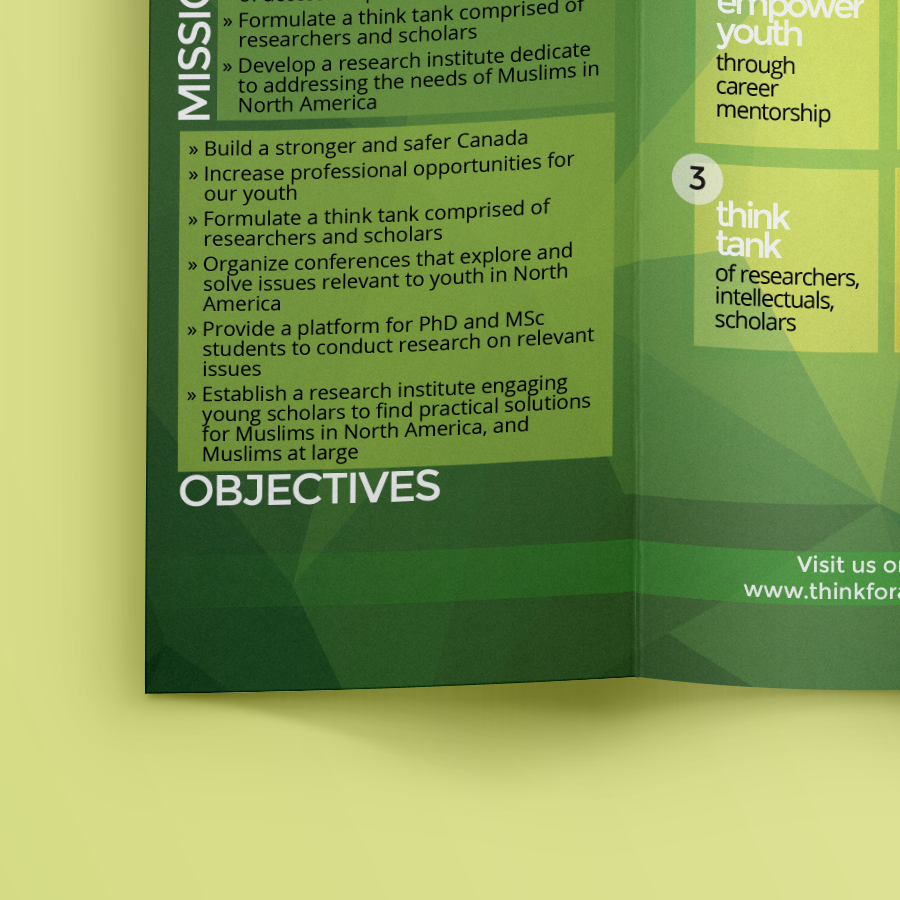 MISSIO
» Formulate a think tank comprised of
researchers and scholars
» Develop a research institute dedicate
to addressing the needs of Muslims in
North America
» Build a stronger and safer Canada
» Increase professional opportunities for
our youth
» Formulate a think tank comprised of
researchers and scholars
» Organize conferences that explore and
solve issues relevant to youth in North
America
» Provide a platform for PhD and MSc
students to conduct research on relevant
issues
» Establish a research institute engaging
young scholars to find practical solutions
for Muslims in North America, and
Muslims at large
OBJECTIVES
empower
youth
through
career
mentorship
3
think
tank
of researchers,
intellectuals,
scholars
Visit us
www.thinkfor